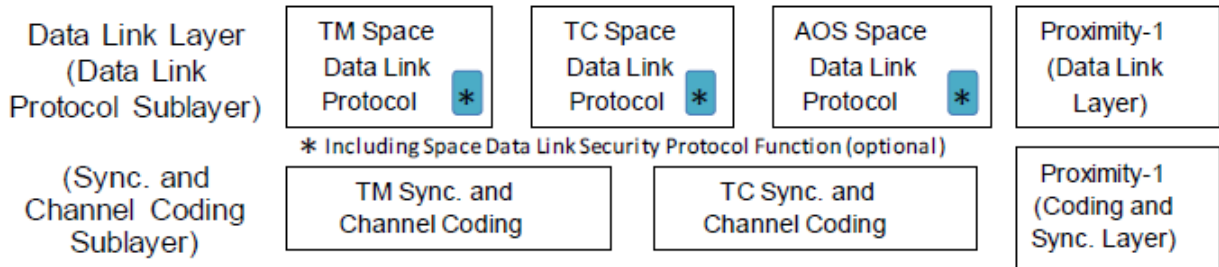 Data Link Layer
(Data Link
Protocol Sublayer)
TM Space
Data Link
Protocol *
TC Space
Data Link
Protocol *
AOS Space
Data Link
Protocol *
Proximity-1
(Data Link
Layer)
* Including Space Data Link Security Protocol Function (optional)
(Sync. and
Channel Coding
Sublayer)
TM Sync. and
Channel Coding
TC Sync. and
Channel Coding
Proximity-1
(Coding and
Sync. Layer)